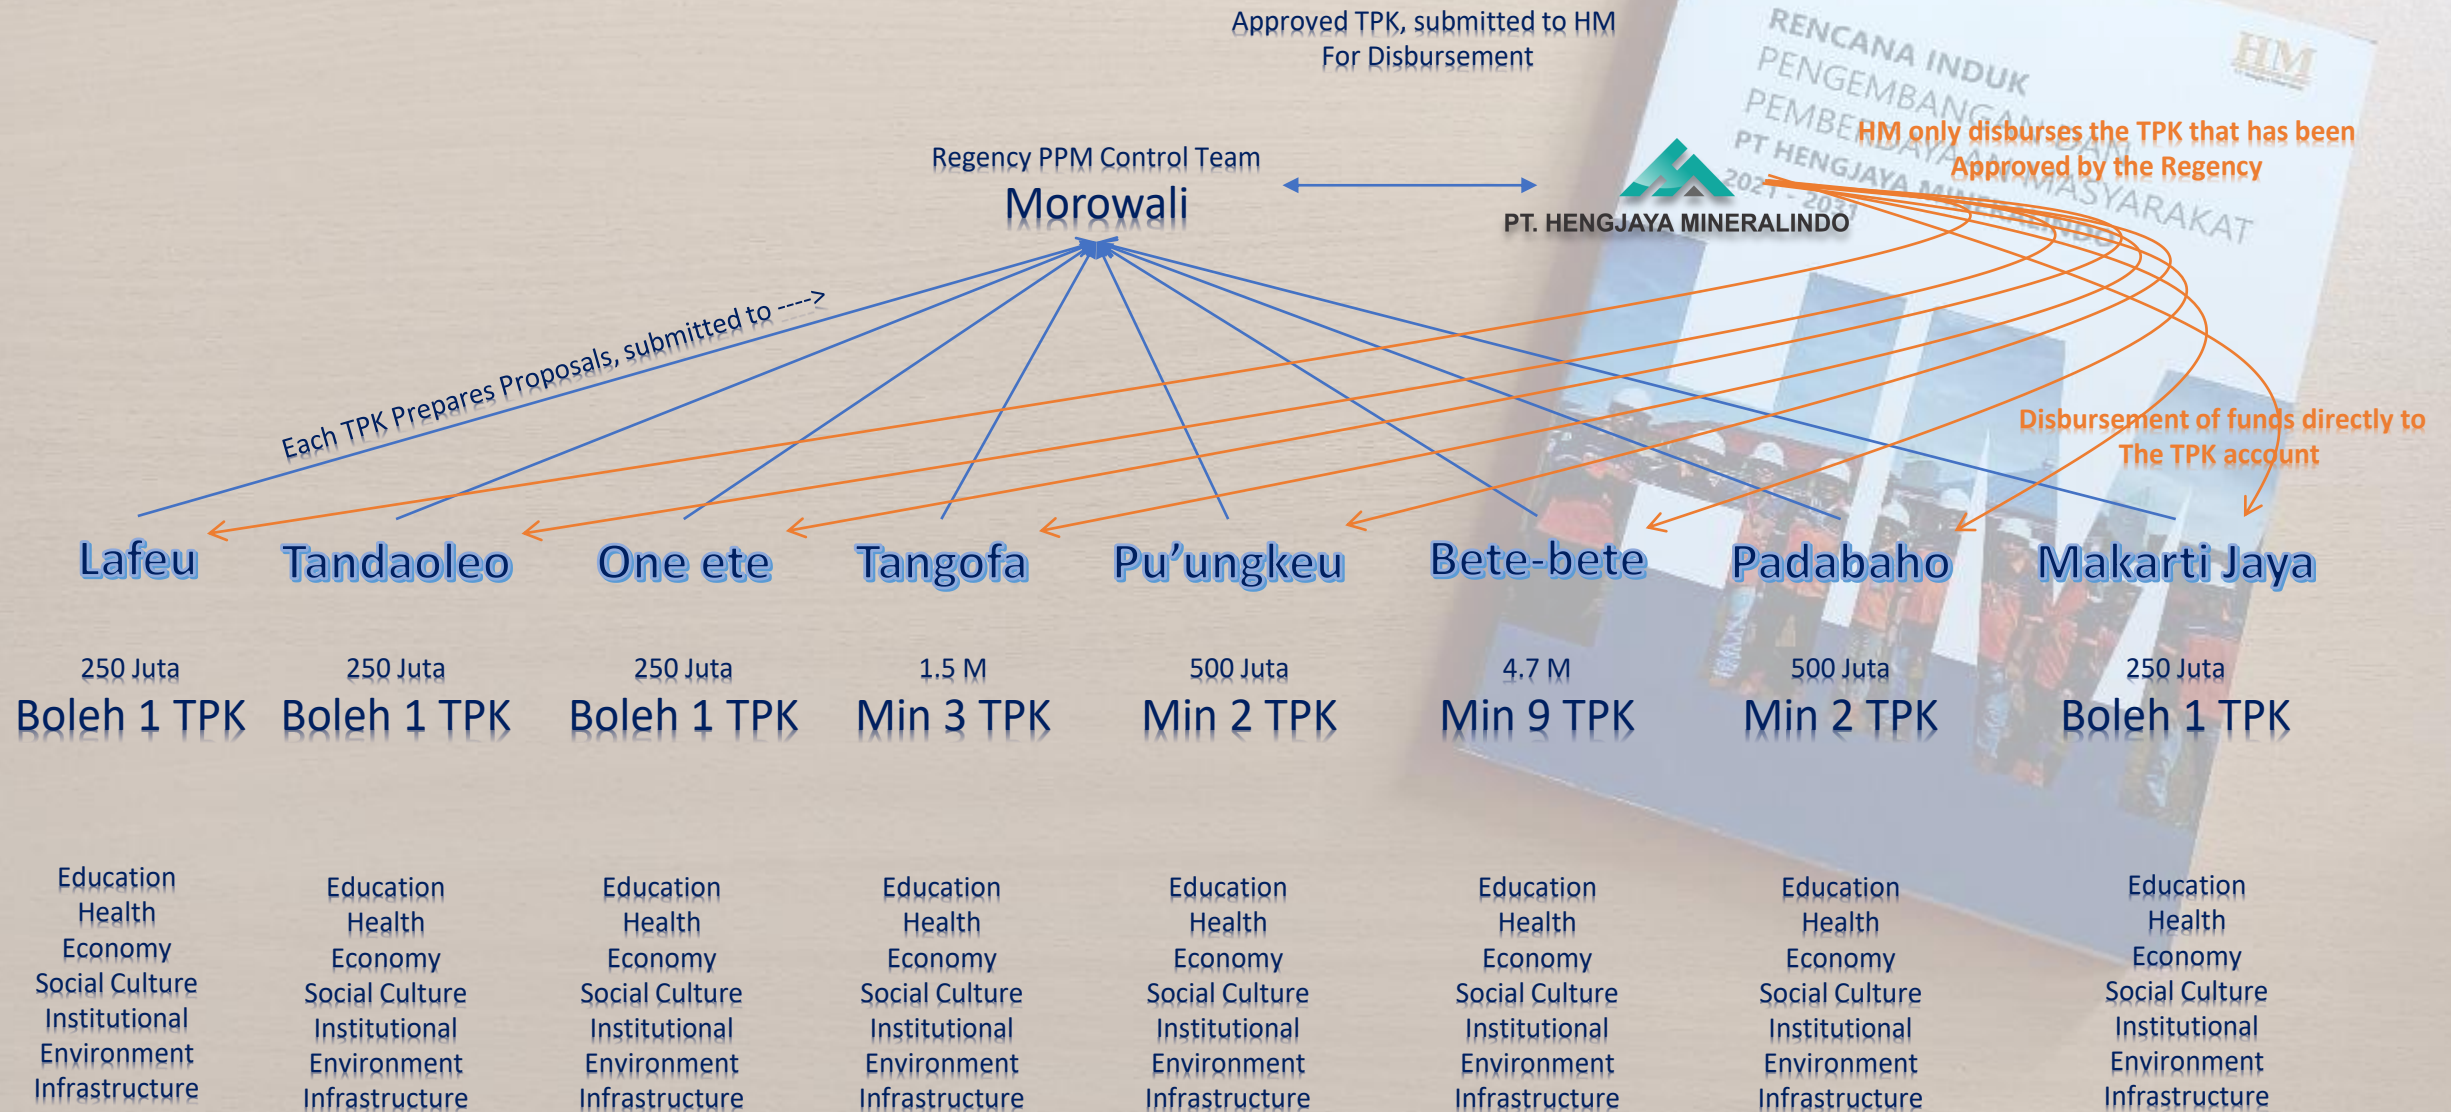 Approved TPK, submitted to HM
For Disbursement
RENCANA INDUK
PENGEMBANGAN DAN
PEMBERDAYAAN MASYARAKAT
PT HENGJAYA MINERALINDO
2021 - 2031
HM
HM only disburses the TPK that has been
Approved by the Regency
Regency PPM Control Team
Morowali
PT. HENGJAYA MINERALINDO
Each TPK Prepares Proposals, submitted to ---->
Disbursement of funds directly to
The TPK account
Lafeu
Tandaoleo
One ete
Tangofa
Pu'ungkeu
Bete-bete
Padabaho
Makarti Jaya
250 Juta
250 Juta
250 Juta
1.5 M
500 Juta
4.7 M
500 Juta
250 Juta
Boleh 1 TPK
Boleh 1 TPK
Boleh 1 TPK
Min 3 TPK
Min 2 TPK
Min 9 TPK
Min 2 TPK
Boleh 1 TPK
Education
Health
Economy
Social Culture
Institutional
Environment
Infrastructure
Education
Health
Economy
Social Culture
Institutional
Environment
Infrastructure
Education
Health
Economy
Social Culture
Institutional
Environment
Infrastructure
Education
Health
Economy
Social Culture
Institutional
Environment
Infrastructure
Education
Health
Economy
Social Culture
Institutional
Environment
Infrastructure
Education
Health
Economy
Social Culture
Institutional
Environment
Infrastructure
Education
Health
Economy
Social Culture
Institutional
Environment
Infrastructure
Education
Health
Economy
Social Culture
Institutional
Environment
Infrastructure